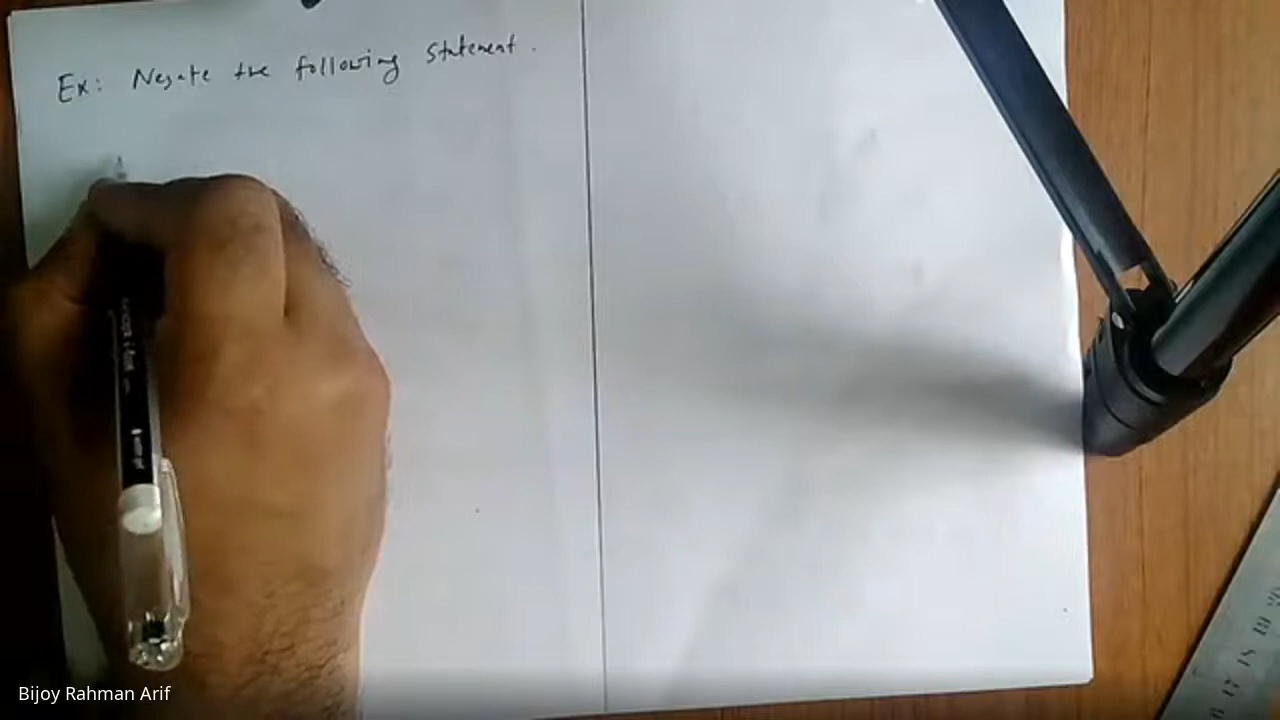 Ex: Negate the following statement.
Bijoy Rahman Arif